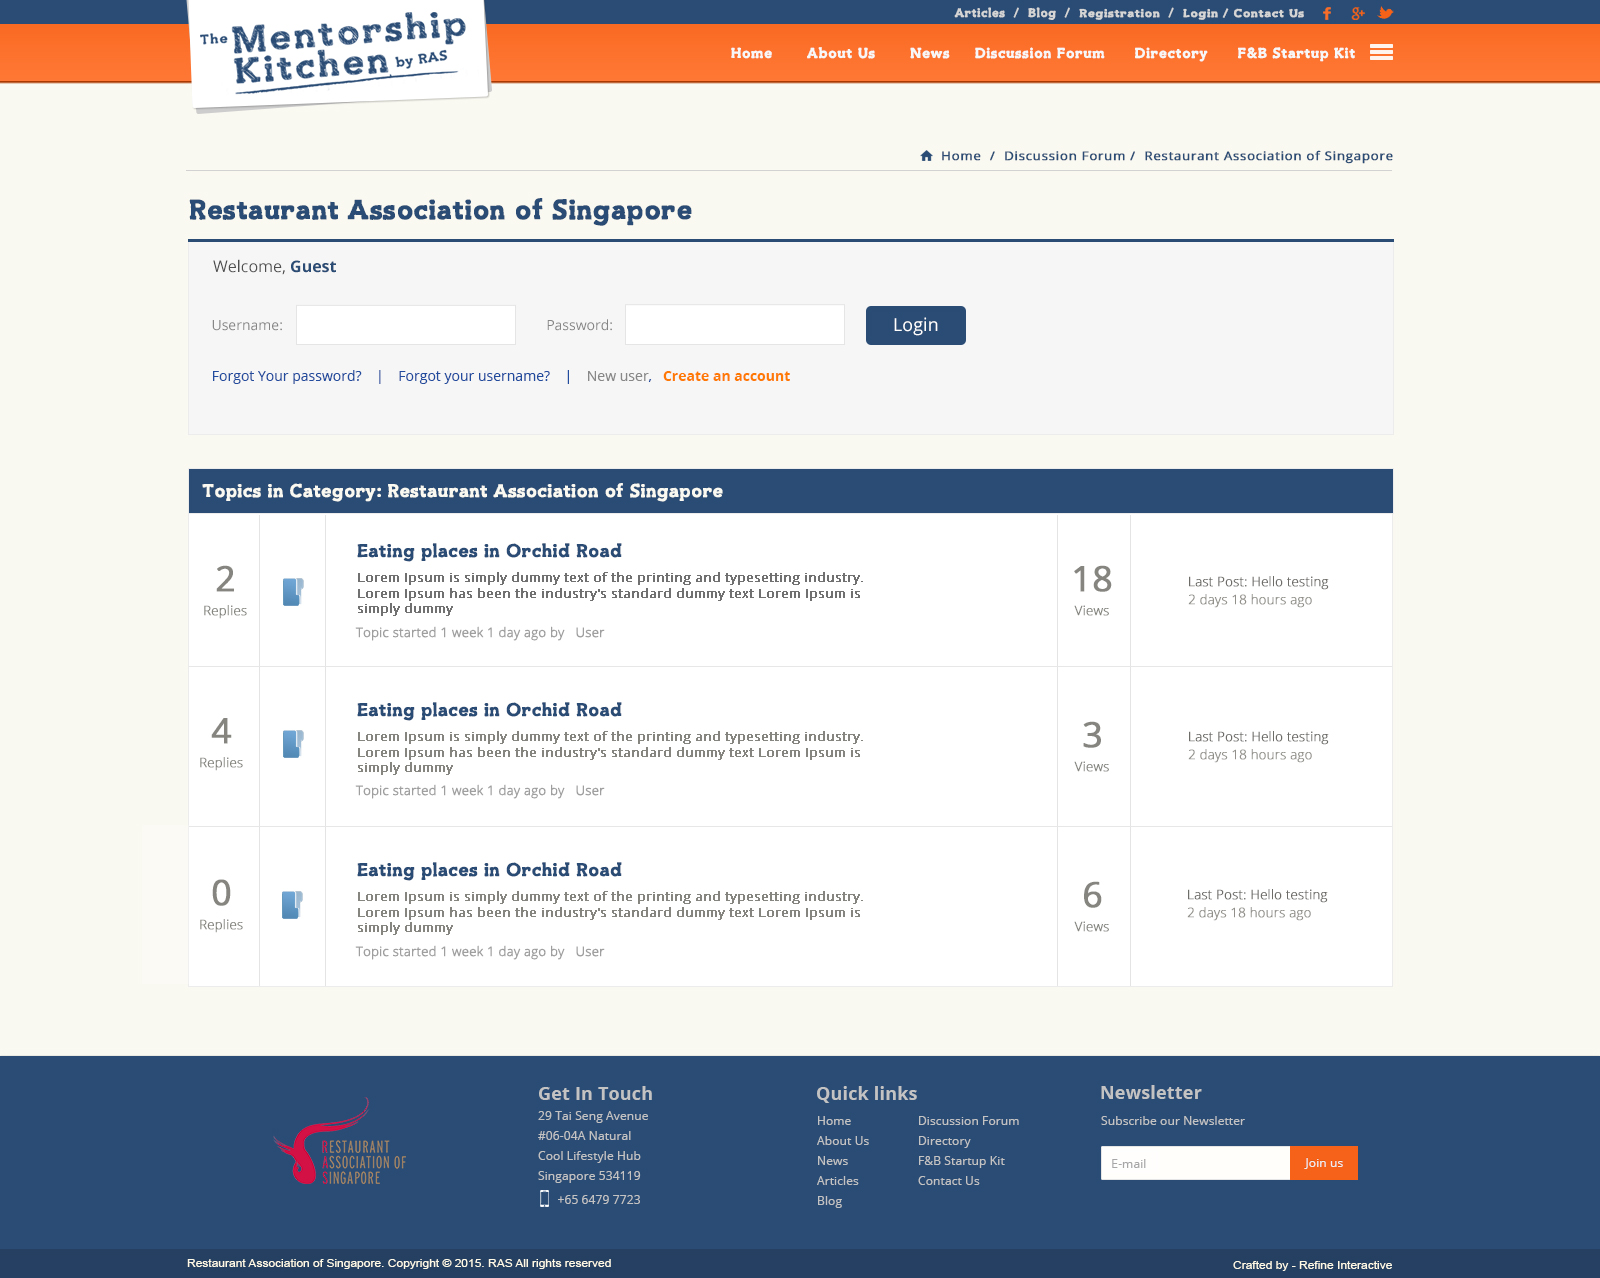 Articles / Blog / Registration / Login / Contact Us
The Mentorship
Kitchen by RAS
Home About Us News Discussion Forum Directory F&B Startup Kit
Home / Discussion Forum / Restaurant Association of Singapore
Restaurant Association of Singapore
Welcome, Guest
Username: Password: Login
Forgot Your password? | Forgot your username? | New user, Create an account
Topics in Category: Restaurant Association of Singapore
2
Replies
Eating places in Orchid Road
Lorem Ipsum is simply dummy text of the printing and typesetting industry.
Lorem Ipsum has been the industry's standard dummy text Lorem Ipsum is
simply dummy
Topic started 1 week 1 day ago by User
18
Views
Last Post: Hello testing
2 days 18 hours ago
4
Replies
Eating places in Orchid Road
Lorem Ipsum is simply dummy text of the printing and typesetting industry.
Lorem Ipsum has been the industry's standard dummy text Lorem Ipsum is
simply dummy
Topic started 1 week 1 day ago by User
3
Views
Last Post: Hello testing
2 days 18 hours ago
0
Replies
Eating places in Orchid Road
Lorem Ipsum is simply dummy text of the printing and typesetting industry.
Lorem Ipsum has been the industry's standard dummy text Lorem Ipsum is
simply dummy
Topic started 1 week 1 day ago by User
6
Views
Last Post: Hello testing
2 days 18 hours ago
RESTAURANT
ASSOCIATION OF
SINGAPORE
Get In Touch
29 Tai Seng Avenue
#06-04A Natural
Cool Lifestyle Hub
Singapore 534119
+65 6479 7723
Quick links
Home
About Us
News
Articles
Blog
Discussion Forum
Directory
F&B Startup Kit
Contact Us
Newsletter
Subscribe our Newsletter
E-mail Join us
Restaurant Association of Singapore. Copyright © 2015. RAS All rights reserved
Crafted by - Refine Interactive